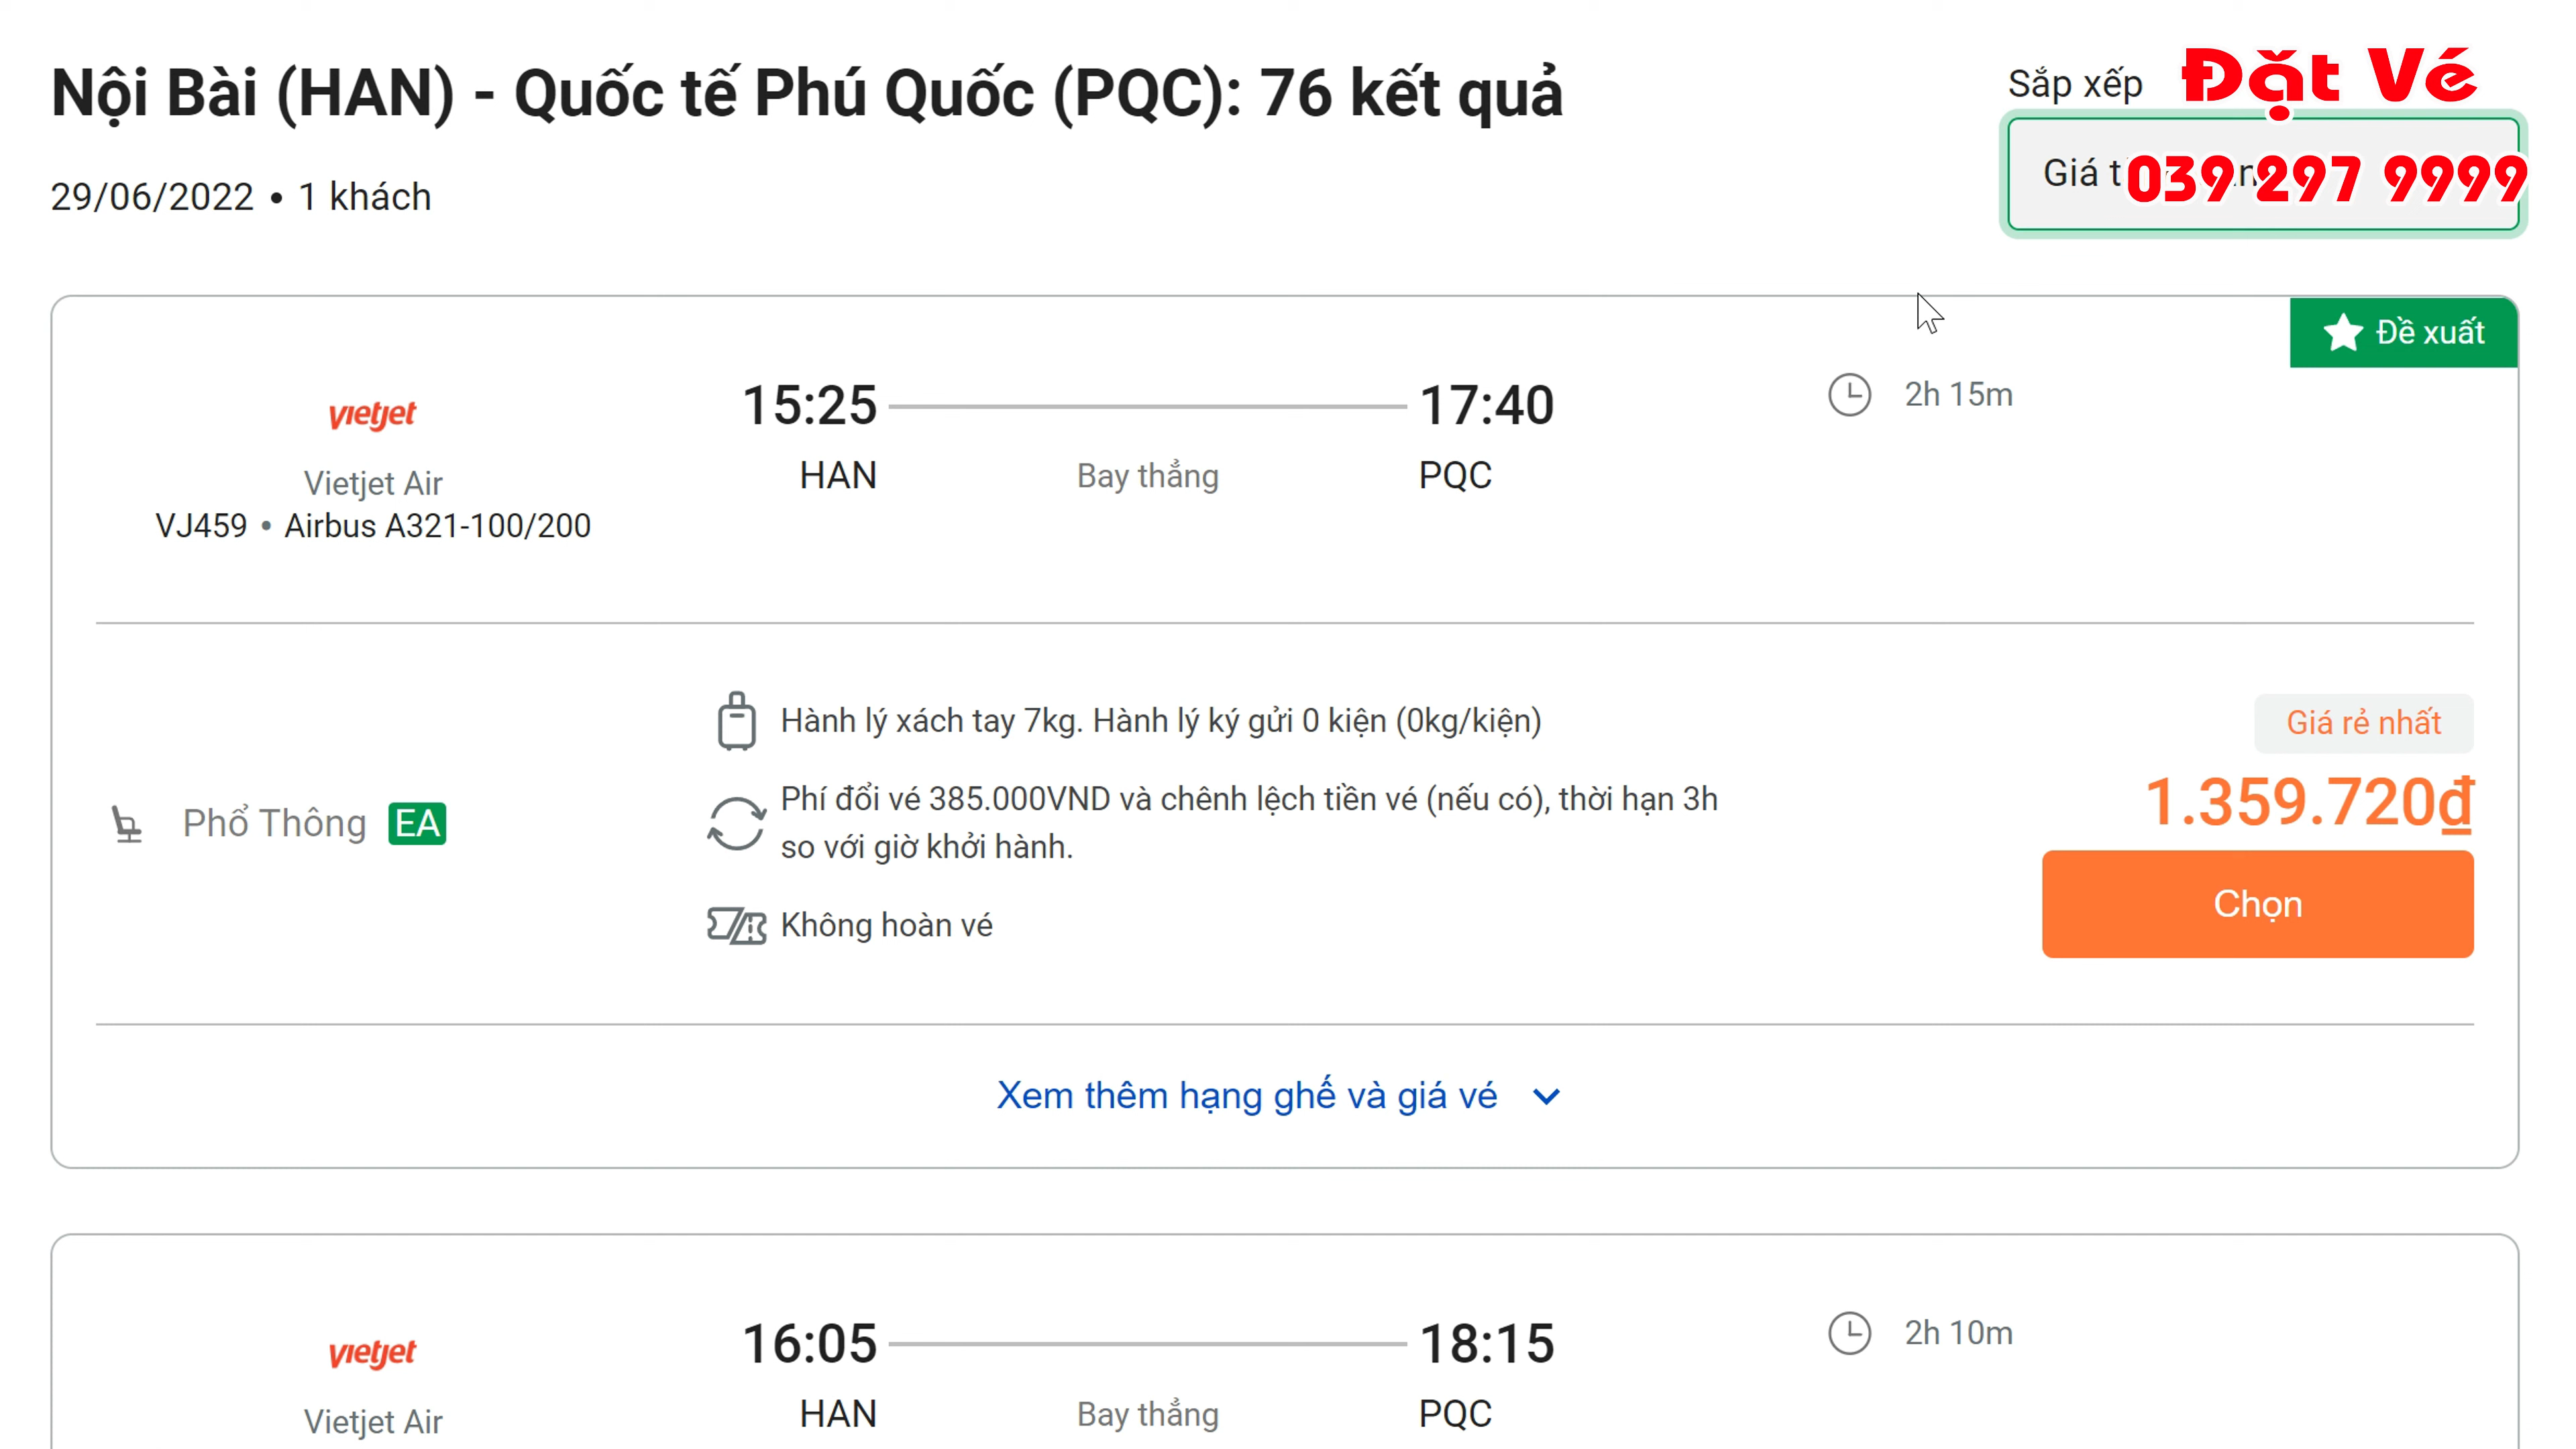 Nội Bài (HAN) - Quốc tế Phú Quốc (PQC): 76 kết quả
29/06/2022 • 1 khách
Sắp xếp
Đặt Vé
Giá
039 297 9999
Đề xuất
vietjet
Vietjet Air
VJ459 • Airbus A321-100/200
15:25
17:40
HAN
Bay thẳng
PQC
2h 15m
Phổ Thông EA
Hành lý xách tay 7kg. Hành lý ký gửi 0 kiện (0kg/kiện)
Phí đổi vé 385.000VND và chênh lệch tiền vé (nếu có), thời hạn 3h
so với giờ khởi hành.
Không hoàn vé
Giá rẻ nhất
1.359.720₫
Chọn
Xem thêm hạng ghế và giá vé
vietjet
Vietjet Air
16:05
18:15
HAN
Bay thẳng
PQC
2h 10m